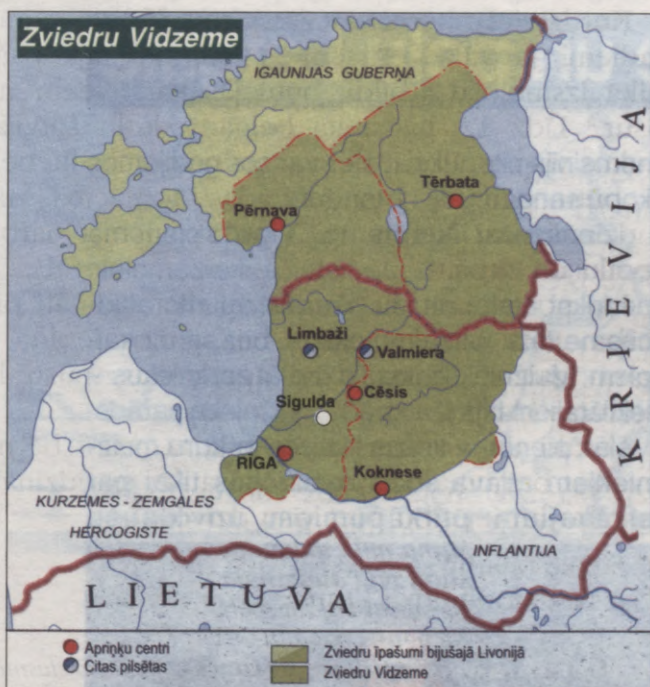 Zviedru Vidzeme
IGAUNIJAS GUBERŅA
Tērbata
Pērnava
KRIEVIJA
Limbaži
Valmiera
Cēsis
Sigulda
RĪGA
Koknese
KURZEMES - ZEMGALES
HERCOGISTE
INFLANTIJA
LIETUVA
Apriņķu centri
Citas pilsētas
Zviedru īpašumi bijušajā Livonijā
Zviedru Vidzeme